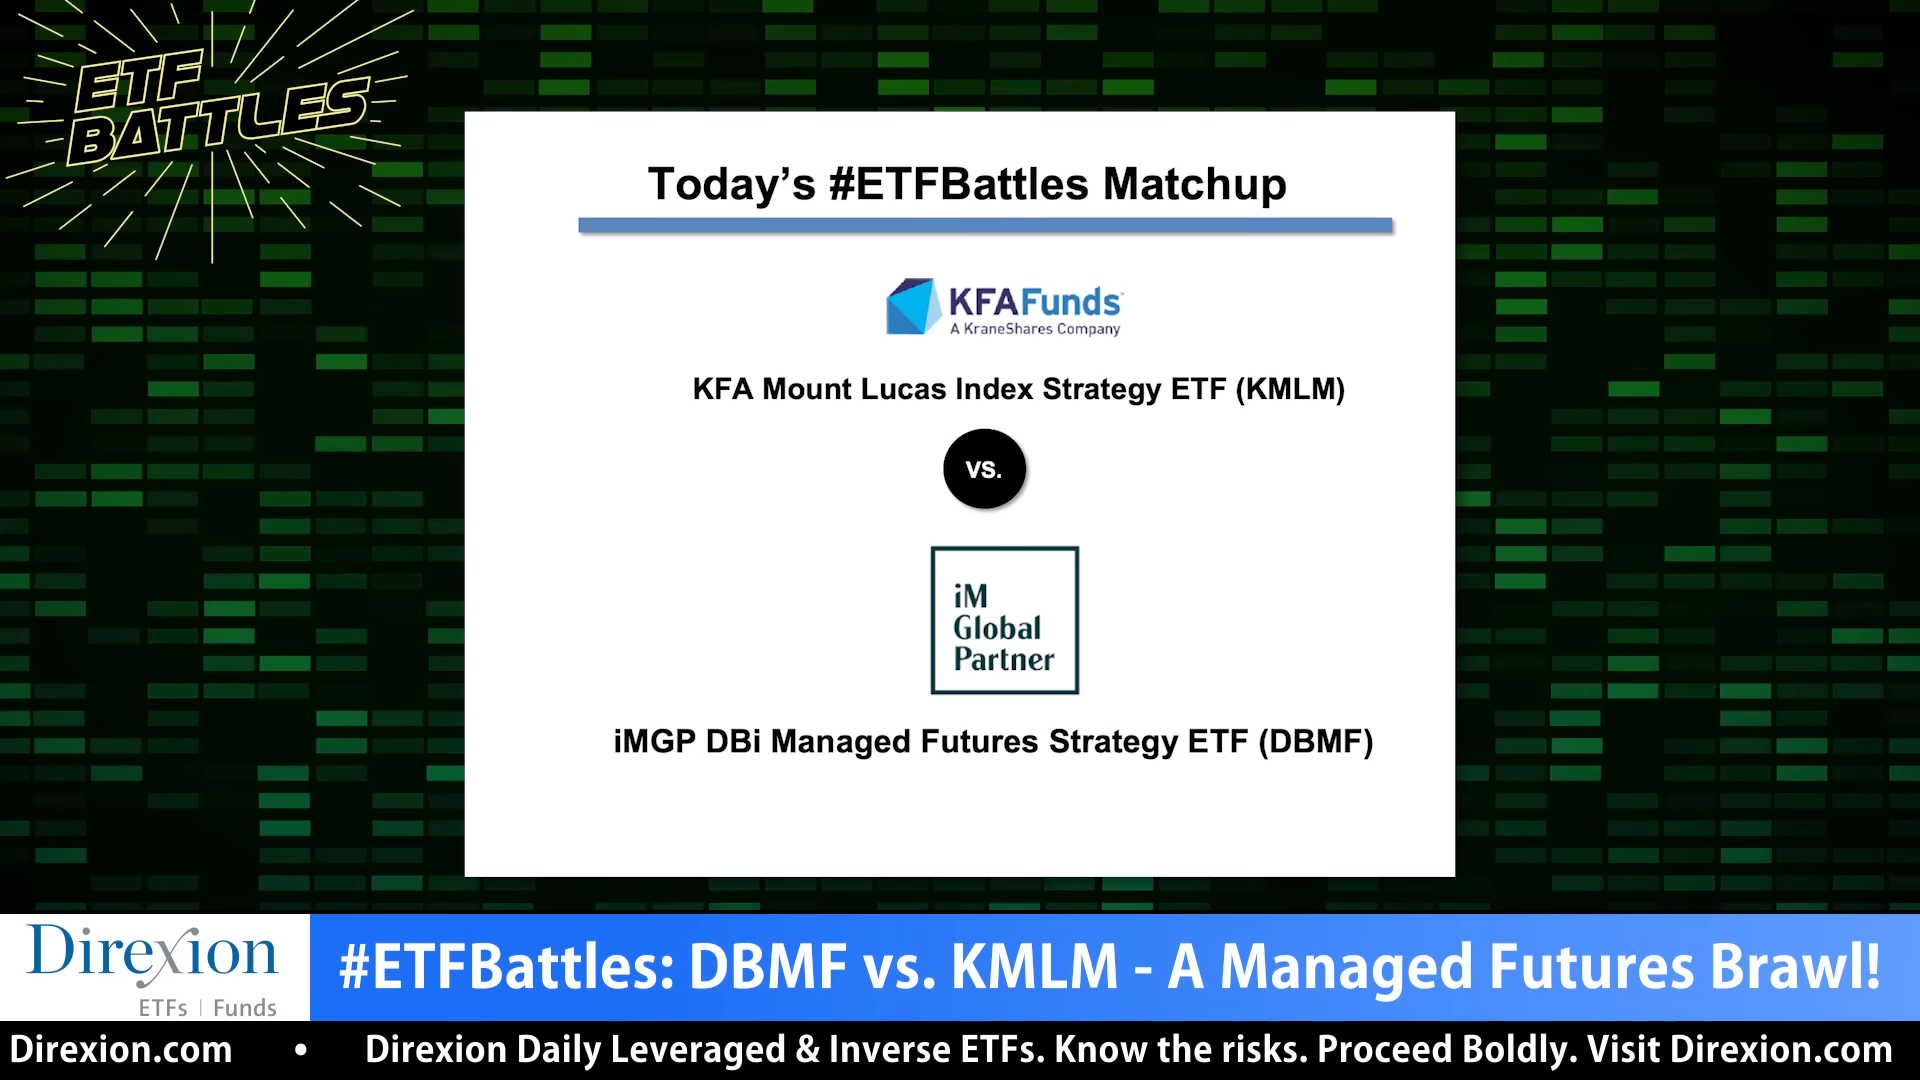 ETF
BATTLES
Today’s #ETFBattles Matchup
KFAFunds™
A KraneShares Company
KFA Mount Lucas Index Strategy ETF (KMLM)
vs.
iM
Global
Partner
iMGP DBi Managed Futures Strategy ETF (DBMF)
Direxion
ETFs | Funds
#ETFBattles: DBMF vs. KMLM - A Managed Futures Brawl!
Direxion.com • Direxion Daily Leveraged & Inverse ETFs. Know the risks. Proceed Boldly. Visit Direxion.com